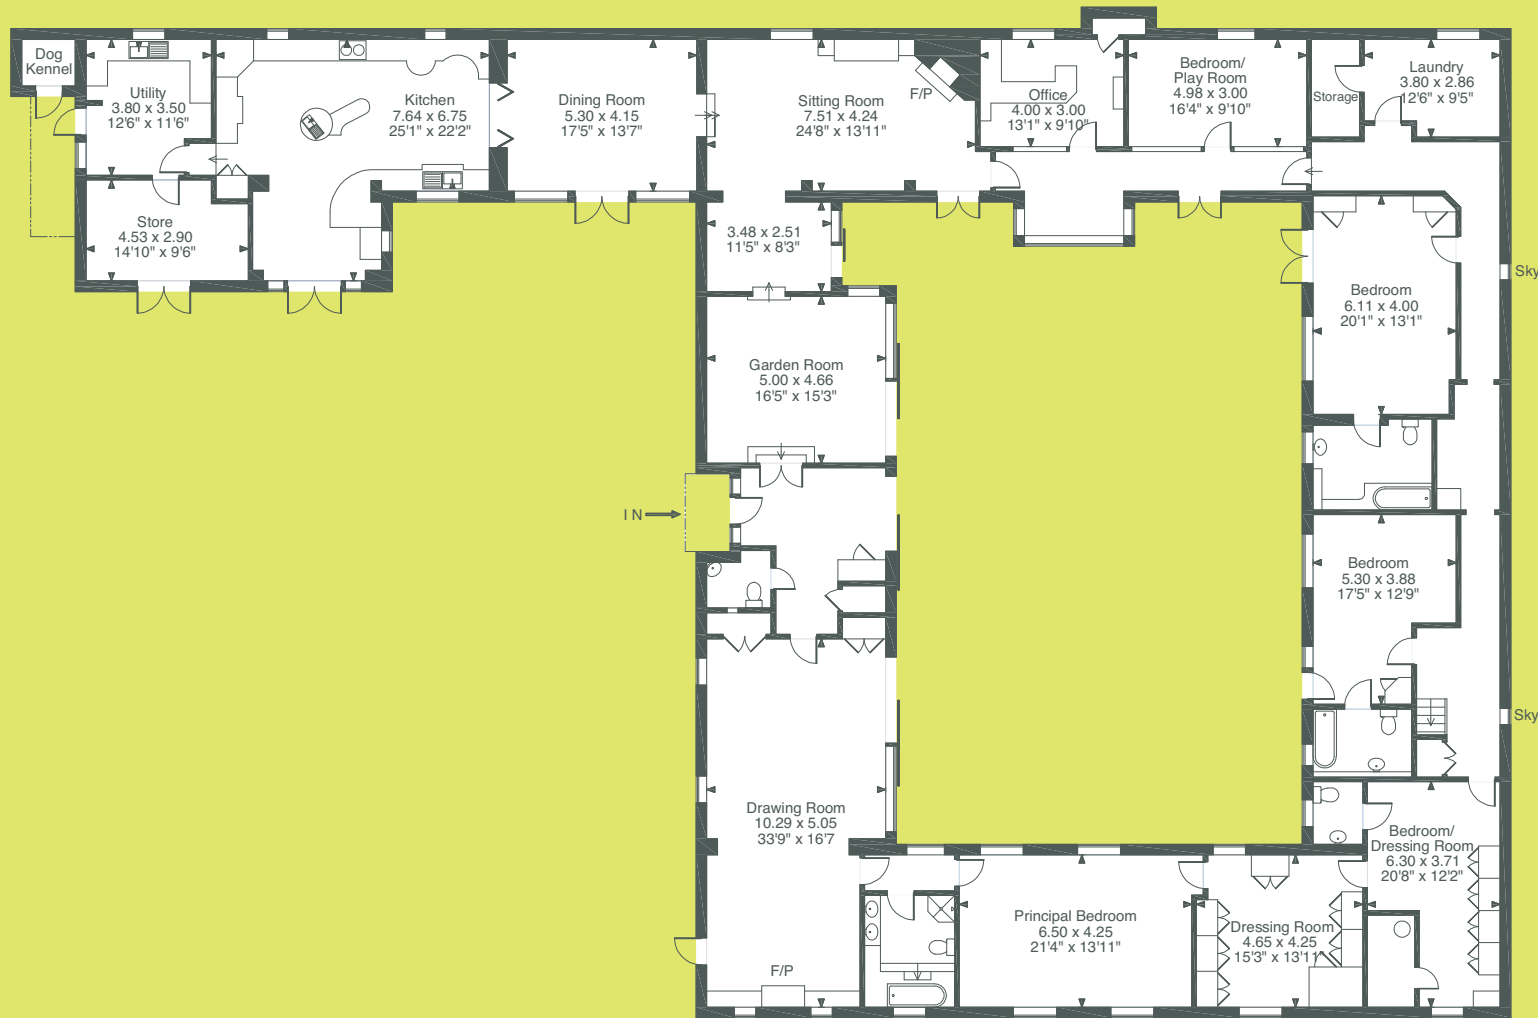 Dog
Kennel
Utility
3.80 x 3.50
12'6" x 11'6"
Kitchen
7.64 x 6.75
25'1" x 22'2"
Dining Room
5.30 x 4.15
17'5" x 13'7"
Sitting Room
7.51 x 4.24
24'8" x 13'11"
F/P
Office
4.00 x 3.00
13'1" x 9'10"
Bedroom/
Play Room
4.98 x 3.00
16'4" x 9'10"
Storage
Laundry
3.80 x 2.86
12'6" x 9'5"
Store
4.53 x 2.90
14'10" x 9'6"
3.48 x 2.51
11'5" x 8'3"
Bedroom
6.11 x 4.00
20'1" x 13'1"
Sky
Garden Room
5.00 x 4.66
16'5" x 15'3"
IN
Bedroom
5.30 x 3.88
17'5" x 12'9"
Sky
Drawing Room
10.29 x 5.05
33'9" x 16'7
F/P
Bedroom/
Dressing Room
6.30 x 3.71
20'8" x 12'2"
Principal Bedroom
6.50 x 4.25
21'4" x 13'11"
Dressing Room
4.65 x 4.25
15'3" x 13'11"